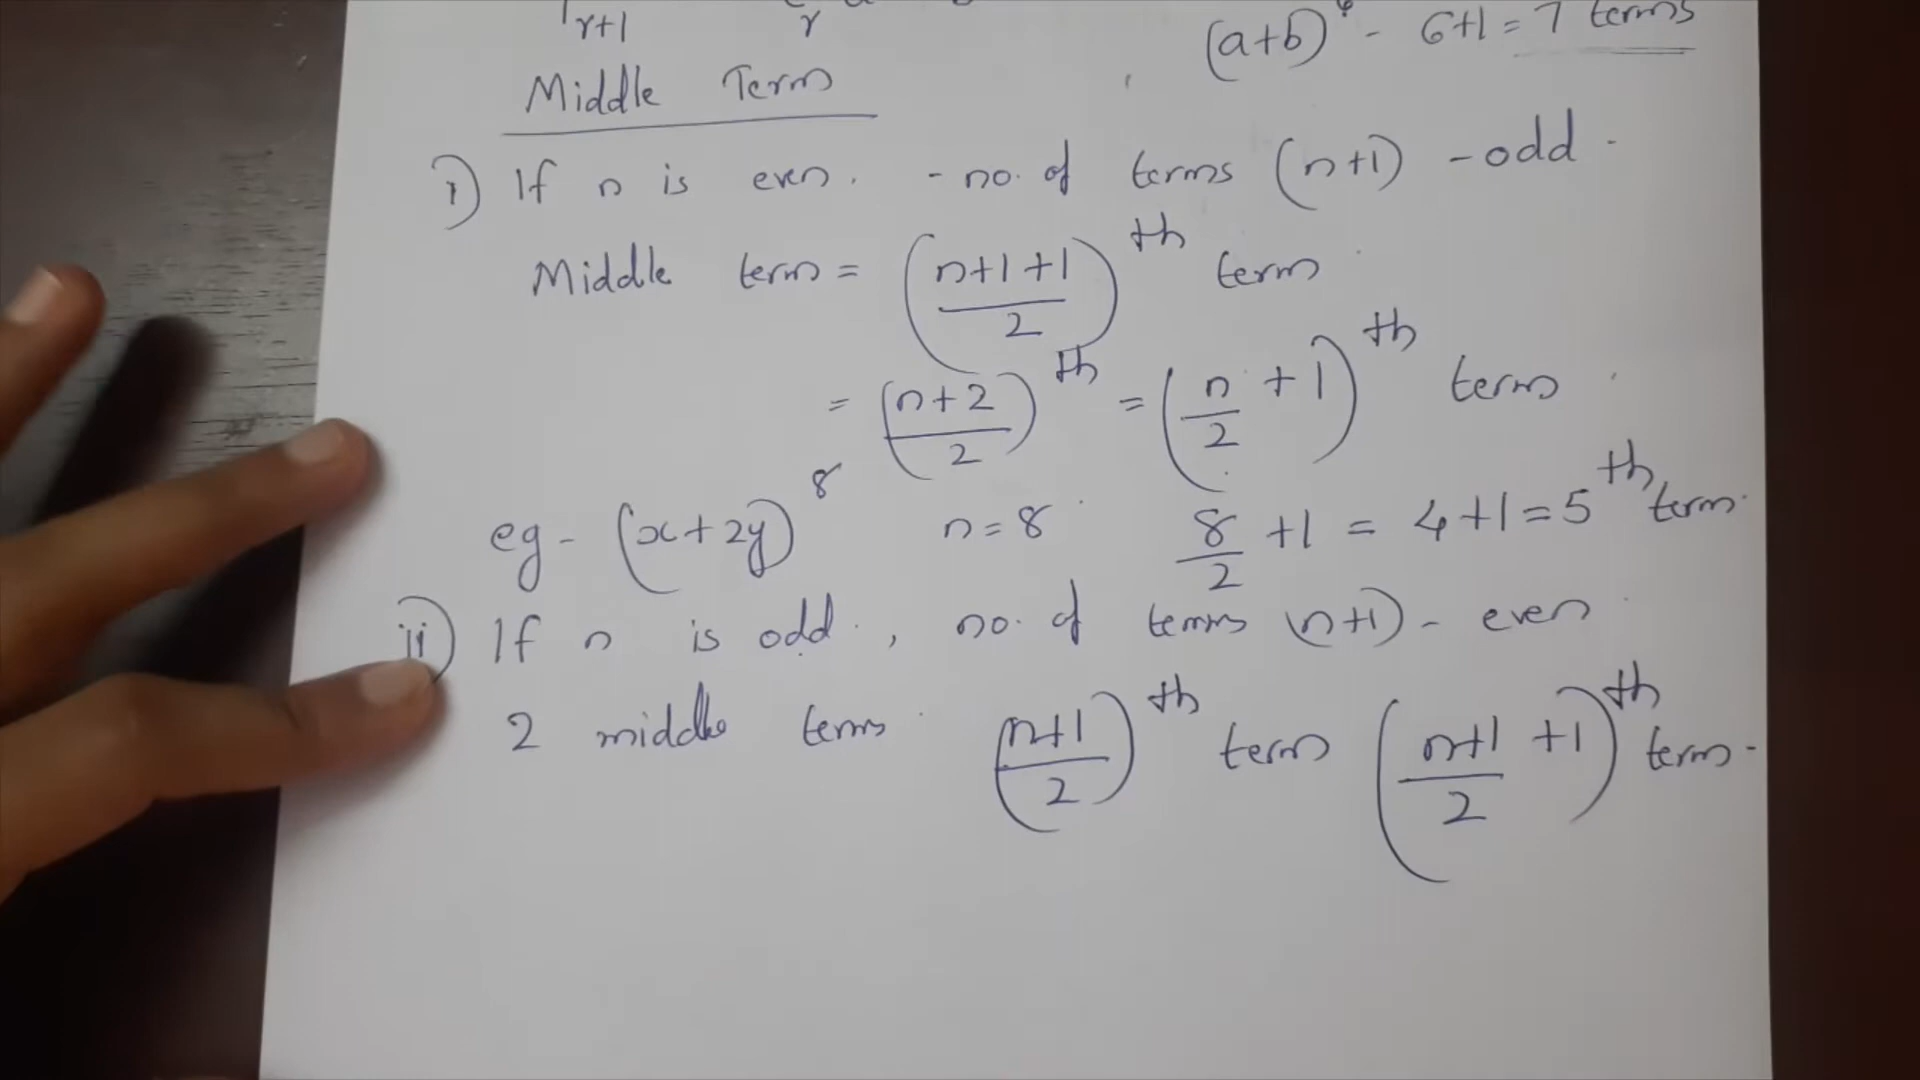 r+1 r
(a+b) - 6+1 = 7 terms
Middle Term
i) If n is even. - no. of terms (n+1) - odd.
Middle term = (n+1+1/2)th term
= (n+2/2)th = (n/2 + 1)th term
eg - (x+2y)8 n=8 8/2 +1 = 4+1=5th term.
ii) If n is odd, no. of terms (n+1) - even
2 middle terms (n+1/2)th term (n+1/2 +1)th term.